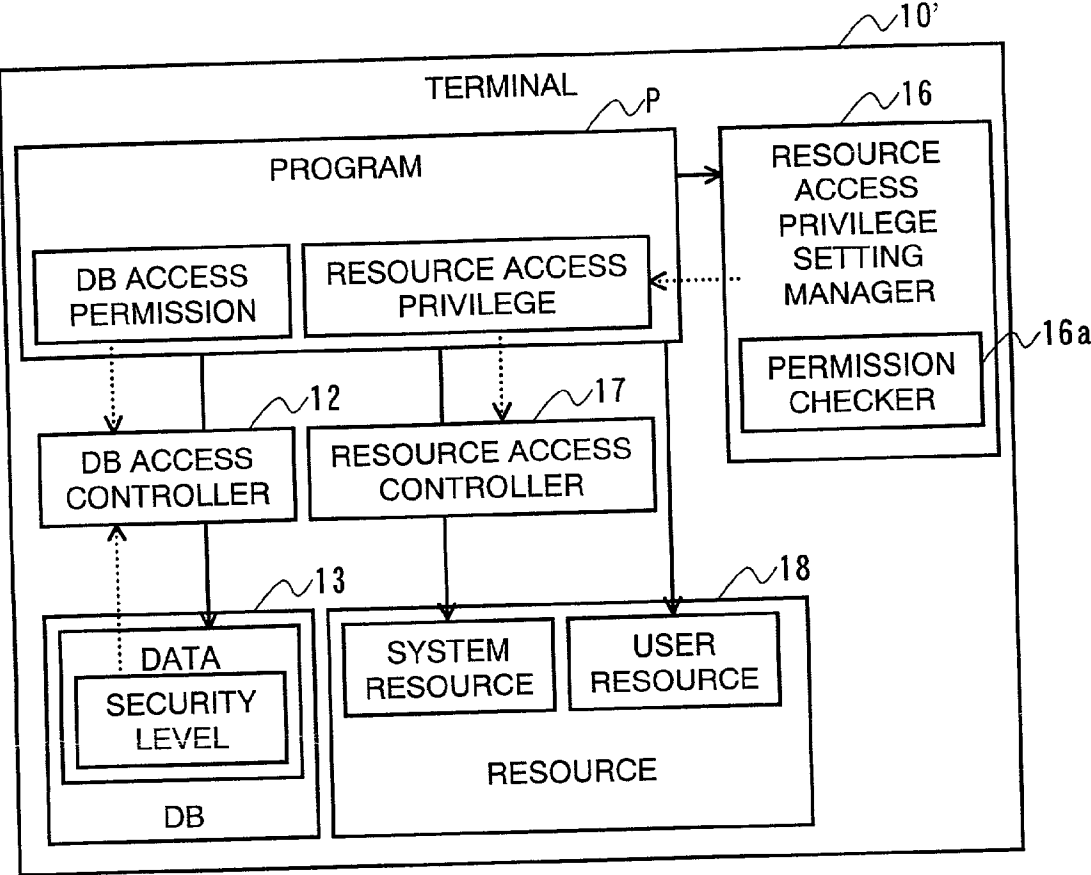 10'
TERMINAL
P
16
PROGRAM
RESOURCE
ACCESS
PRIVILEGE
SETTING
MANAGER
DB ACCESS
PERMISSION
RESOURCE ACCESS
PRIVILEGE
16a
PERMISSION
CHECKER
12
17
DB ACCESS
CONTROLLER
RESOURCE ACCESS
CONTROLLER
13
18
DATA
SECURITY
LEVEL
DB
SYSTEM
RESOURCE
USER
RESOURCE
RESOURCE